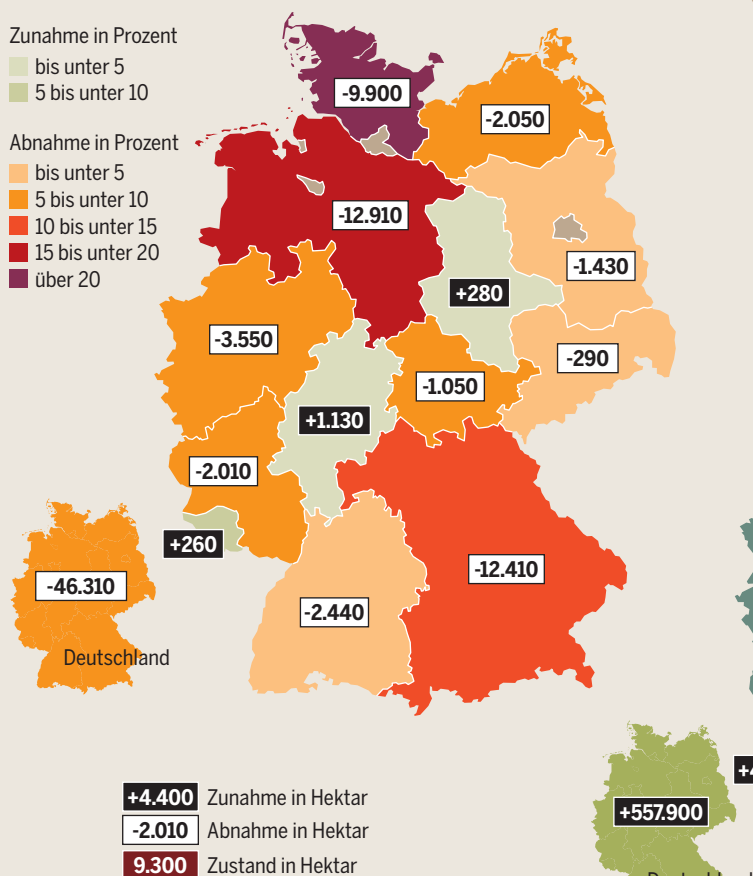 Zunahme in Prozent
bis unter 5
5 bis unter 10
Abnahme in Prozent
bis unter 5
5 bis unter 10
10 bis unter 15
15 bis unter 20
über 20
-9.900
-2.050
-12.910
-1.430
+280
-3.550
-290
-1.050
+1.130
-2.010
+260
-12.410
-46.310
-2.440
Deutschland
+4.400 Zunahme in Hektar
-2.010 Abnahme in Hektar
9.300 Zustand in Hektar
+557.900